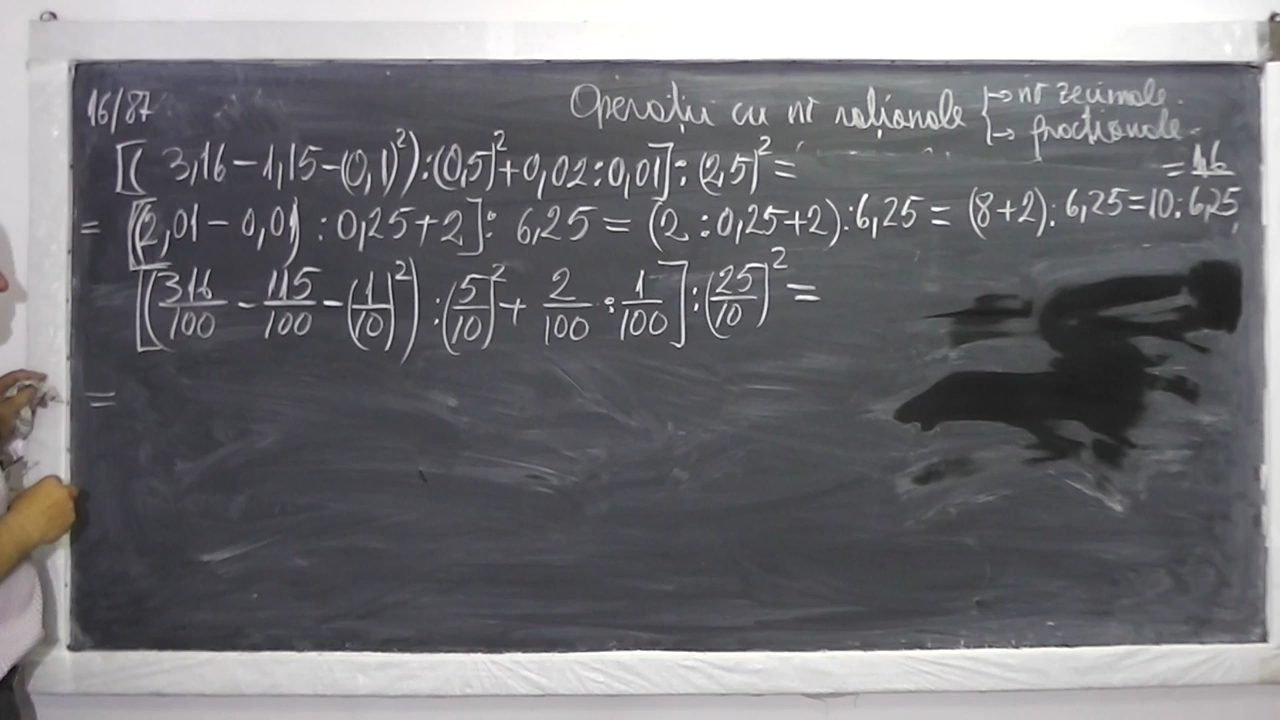 16/87 Operații cu nr raționale → nr zecimale.
→ fracționale.
[(3,16 - 1,15 - (0,1)²) : (0,5)² + 0,02 : 0,01] : (2,5)² =
= 1,6
= [(2,01 - 0,01) : 0,25 + 2] : 6,25 = (2 : 0,25 + 2) : 6,25 = (8 + 2) : 6,25 = 10 : 6,25
[(316/100 - 115/100 - (1/10)²) : (5/10)² + 2/100 : 1/100] : (25/10)² =
=